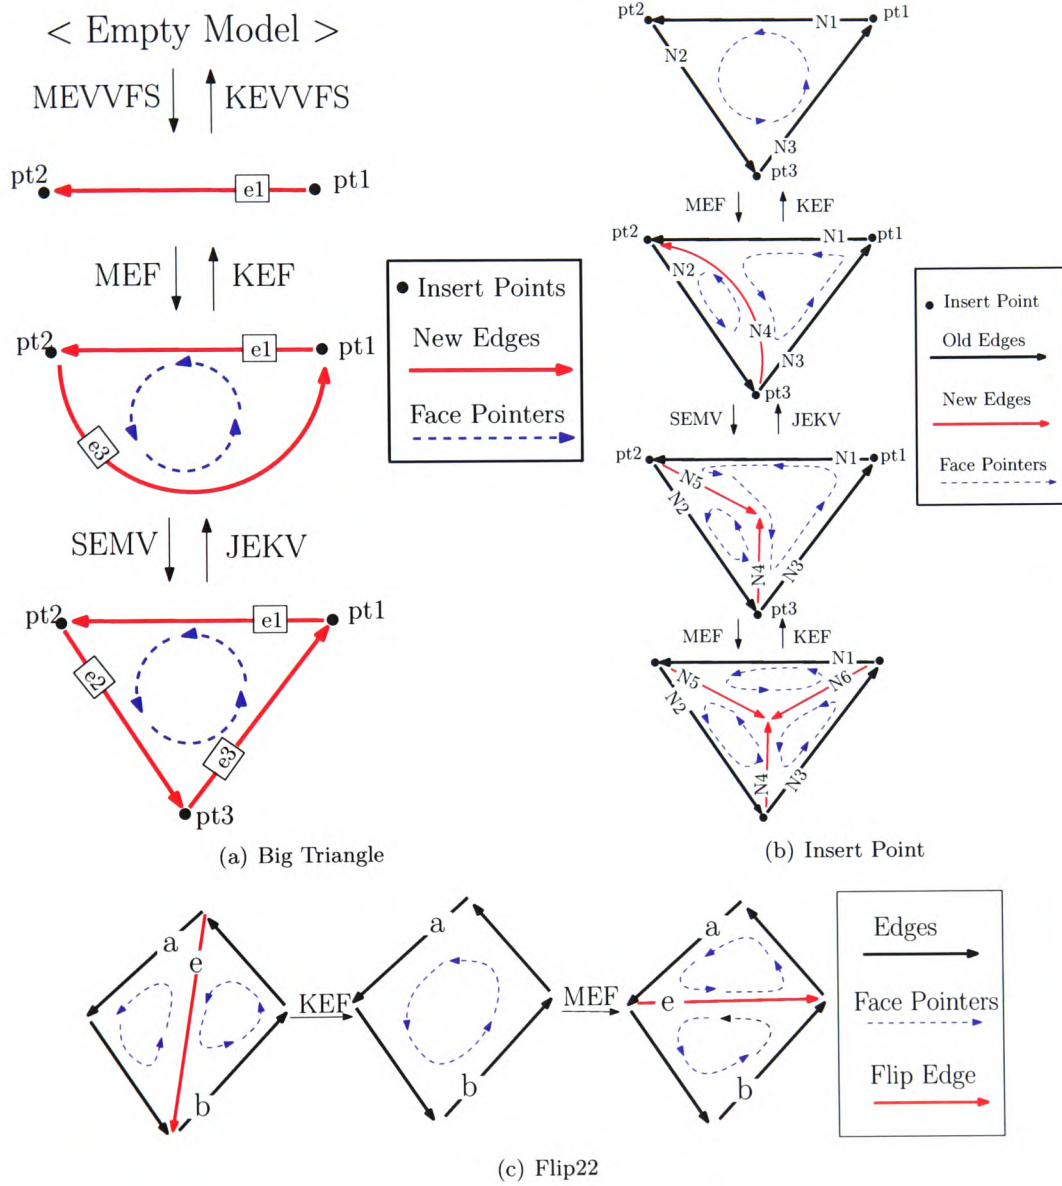 < Empty Model >
MEVVFS KEVVFS
pt2 e1 pt1
MEF KEF
pt2 e1 pt1
e3
SEMV JEKV
pt2 e1 pt1
e2
e3
pt3
(a) Big Triangle
Insert Points
New Edges
Face Pointers
pt2 N1 pt1
N2
N3
pt3
MEF KEF
pt2 N1 pt1
N2
N4
N3
pt3
SEMV JEKV
pt2 N1 pt1
N5
N2
N4 N3
pt3
MEF KEF
N1
N5 N6
N2
N4 N3
(b) Insert Point
Insert Point
Old Edges
New Edges
Face Pointers
a
e
b
KEF
a
b
MEF
a
e
b
Edges
Face Pointers
Flip Edge
(c) Flip22